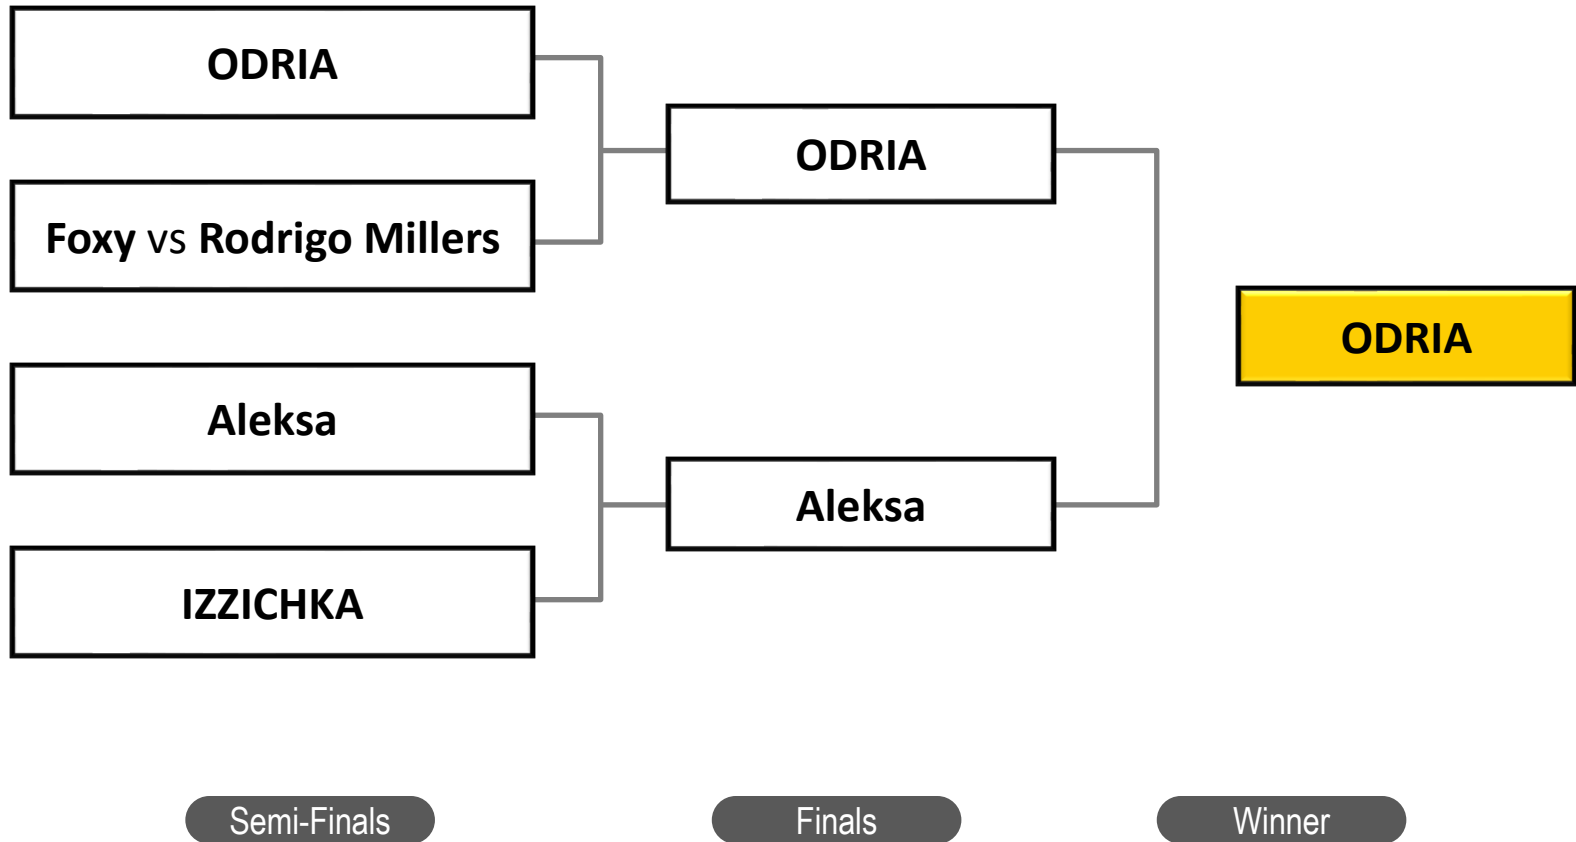 ODRIA
Foxy vs Rodrigo Millers
Aleksa
IZZICHKA
ODRIA
Aleksa
ODRIA
Semi-Finals
Finals
Winner